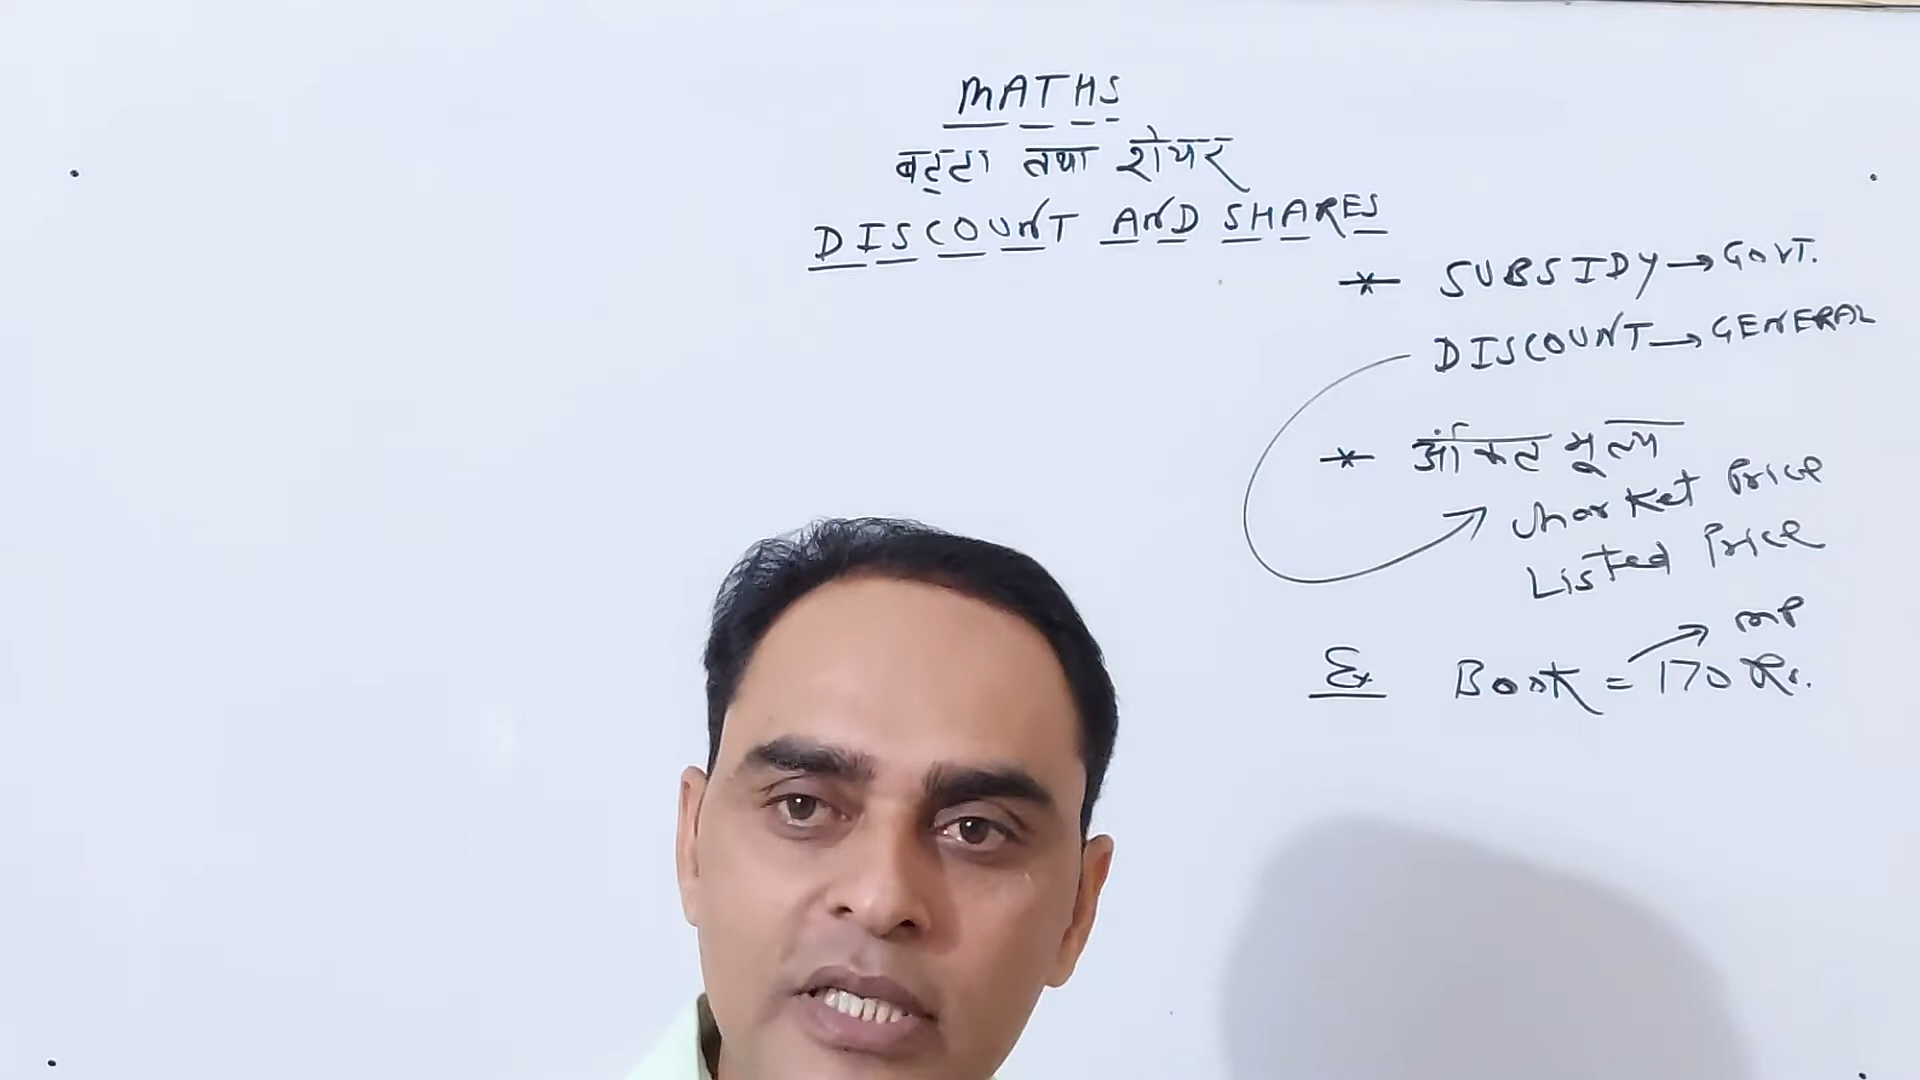 MATHS
बट्टा तथा शेयर
DISCOUNT AND SHARES
* SUBSIDY → GOVT.
DISCOUNT → GENERAL
* अंकित मूल्य
Market Price
Listed Price
MP
Ex Book = 170 Rs.